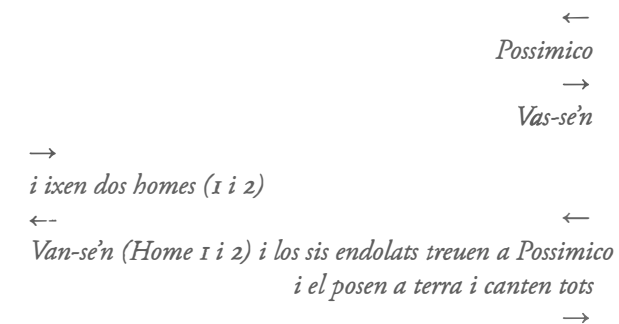 ←
Possimico
→
Vas-se’n
→
i ixen dos homes (1 i 2)
←- ←
Van-se’n (Home 1 i 2) i los sis endolats treuen a Possimico
i el posen a terra i canten tots
→